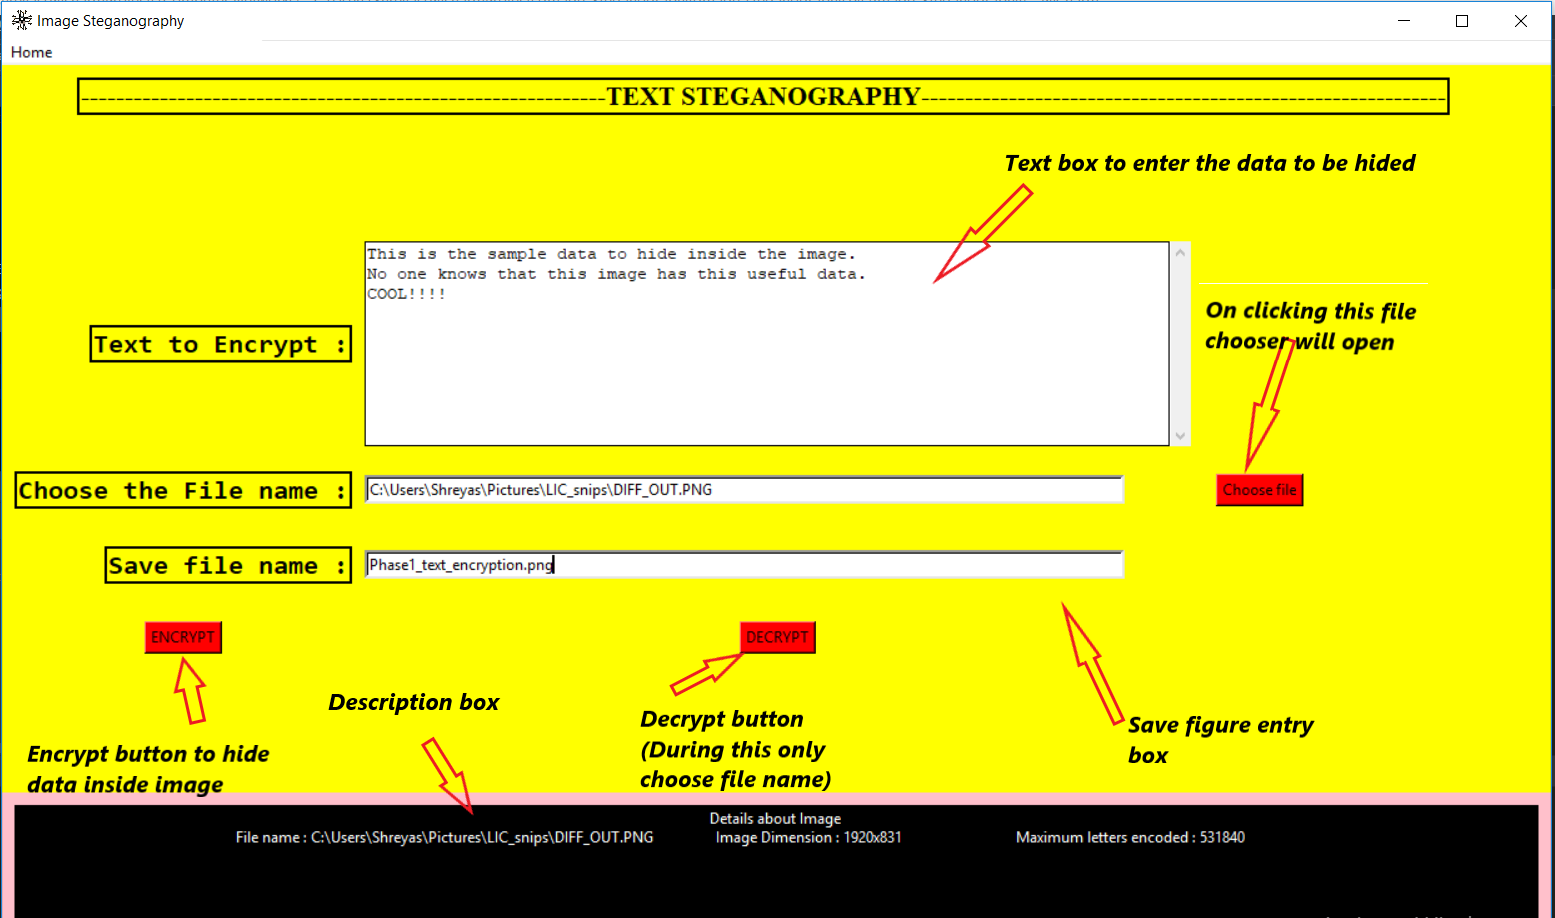 Image Steganography
Home
------------------------------------------------------------TEXT STEGANOGRAPHY------------------------------------------------------------
Text box to enter the data to be hided
This is the sample data to hide inside the image.
No one knows that this image has this useful data.
COOL!!!!
On clicking this file
chooser will open
Text to Encrypt :
Choose the File name :
C:\Users\Shreyas\Pictures\LIC_snips\DIFF_OUT.PNG
Choose file
Save file name :
Phase1_text_encryption.png
ENCRYPT
DECRYPT
Description box
Decrypt button
(During this only
choose file name)
Save figure entry
box
Encrypt button to hide
data inside image
Details about Image
File name : C:\Users\Shreyas\Pictures\LIC_snips\DIFF_OUT.PNG
Image Dimension : 1920x831
Maximum letters encoded : 531840